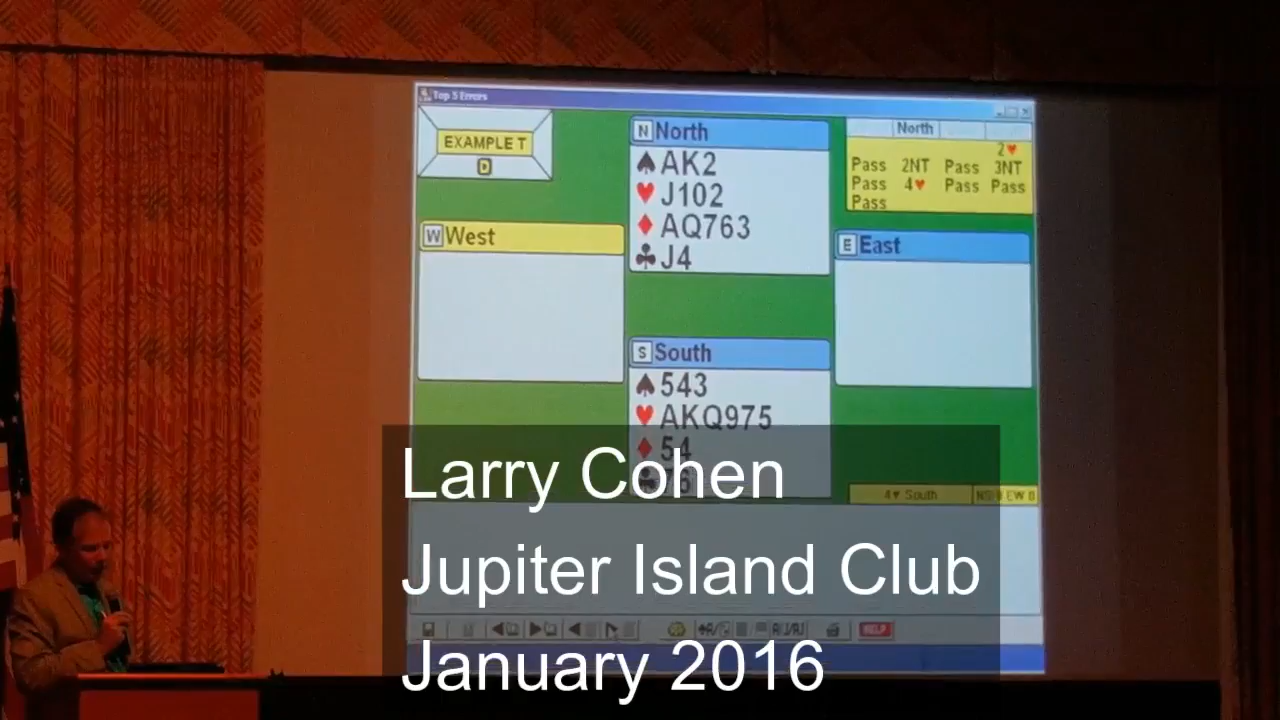 Top 5 Errors
EXAMPLE T
D
N North
♠ AK2
♥ J102
♦ AQ763
♣ J4
North
2♥
Pass 2NT Pass 3NT
Pass 4♥ Pass Pass
Pass
W West
E East
S South
♠ 543
♥ AKQ975
♦ 54
4♥ South
HELP
Larry Cohen
Jupiter Island Club
January 2016